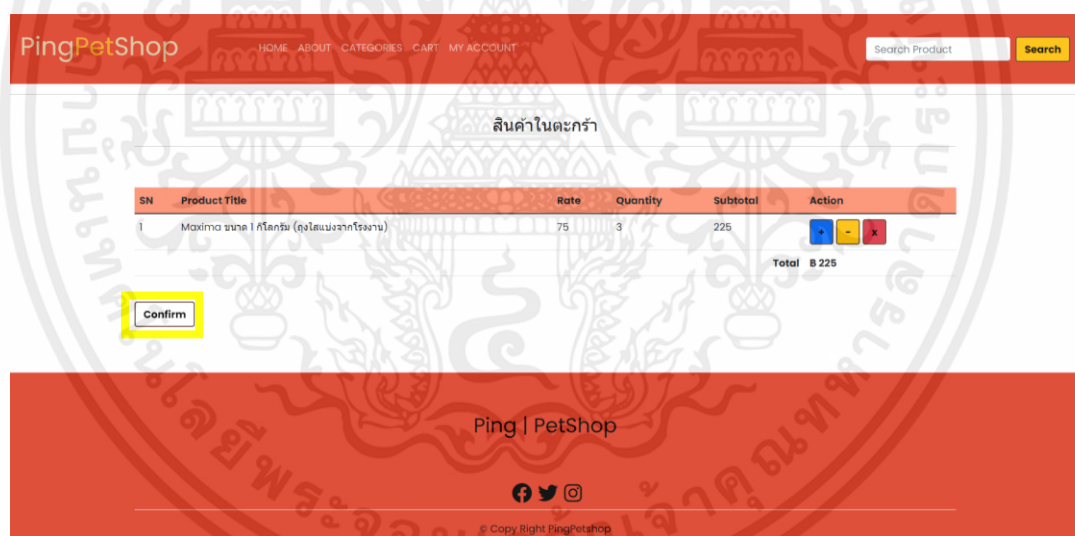 PingPetShop HOME ABOUT CATEGORIES CART MY ACCOUNT Search Product Search
สินค้าในตะกร้า
SN Product Title Rate Quantity Subtotal Action
1 Maxima ขนาด 1 กิโลกรัม (ถุงใสแบ่งจากโรงงาน) 75 3 225 + - x
Total B 225
Confirm
Ping | PetShop
© Copy Right PingPetshop